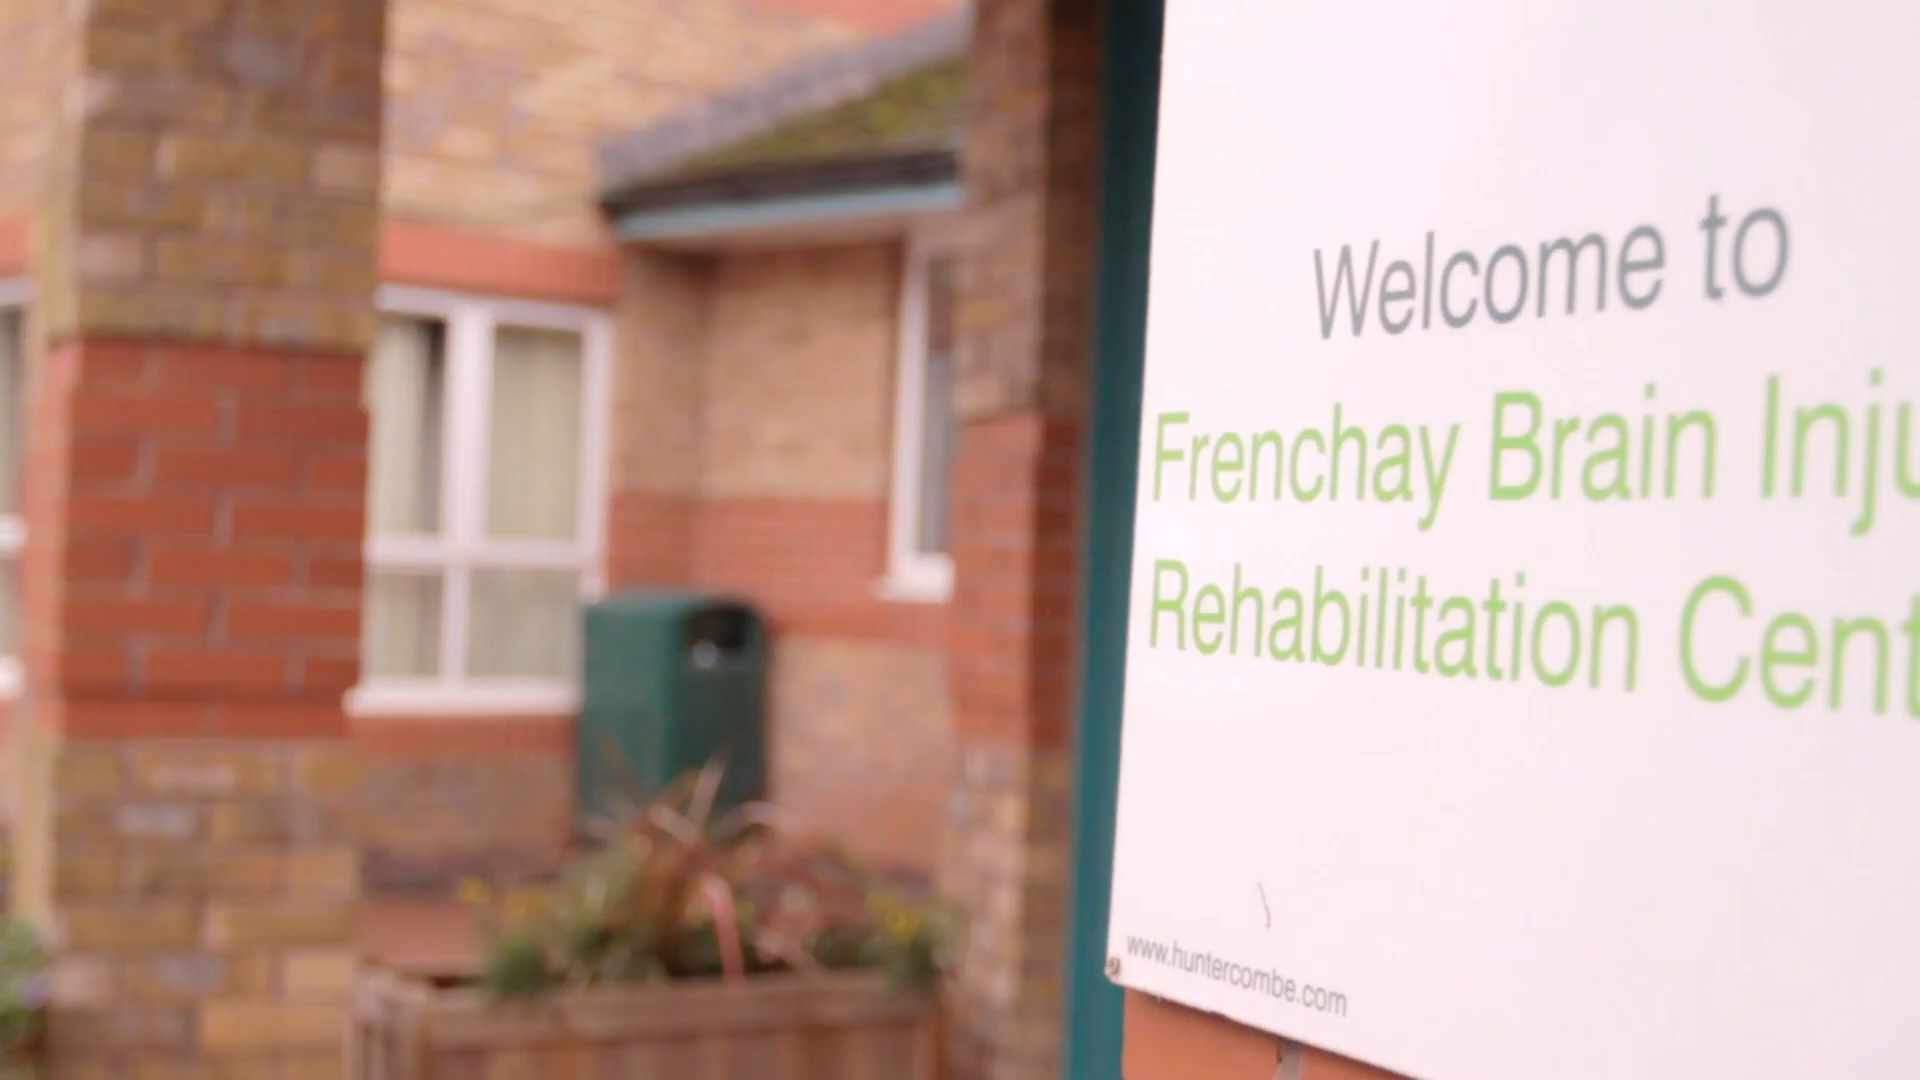 Welcome to
Frenchay Brain Inju
Rehabilitation Cent
www.huntercombe.com